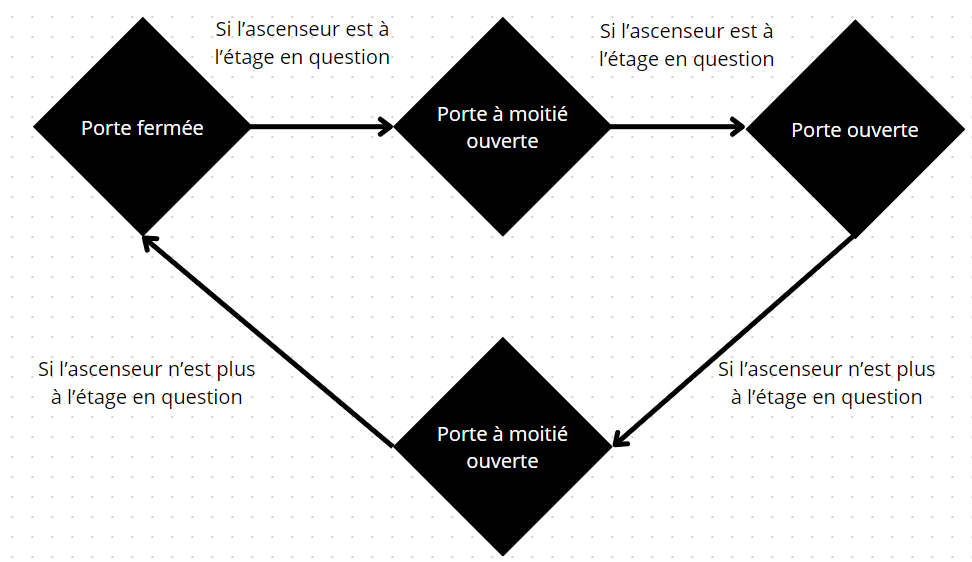 Si l'ascenseur est à
l'étage en question
Si l'ascenseur est à
l'étage en question
Porte fermée
Porte à moitié
ouverte
Porte ouverte
Si l'ascenseur n'est plus
à l'étage en question
Si l'ascenseur n'est plus
à l'étage en question
Porte à moitié
ouverte